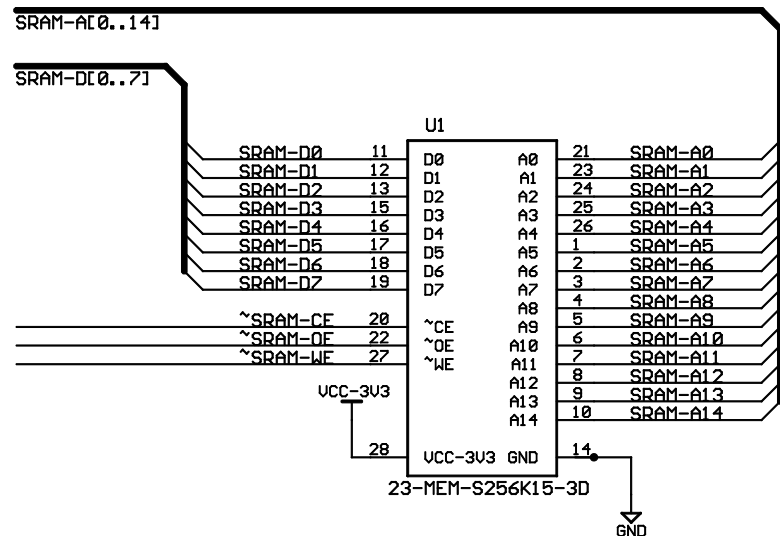 SRAM-A[0..14]
SRAM-D[0..7]
U1
SRAM-D0 11 D0 A0 21 SRAM-A0
SRAM-D1 12 D1 A1 23 SRAM-A1
SRAM-D2 13 D2 A2 24 SRAM-A2
SRAM-D3 15 D3 A3 25 SRAM-A3
SRAM-D4 16 D4 A4 26 SRAM-A4
SRAM-D5 17 D5 A5 1 SRAM-A5
SRAM-D6 18 D6 A6 2 SRAM-A6
SRAM-D7 19 D7 A7 3 SRAM-A7
A8 4 SRAM-A8
~SRAM-CE 20 ~CE A9 5 SRAM-A9
~SRAM-OE 22 ~OE A10 6 SRAM-A10
~SRAM-WE 27 ~WE A11 7 SRAM-A11
A12 8 SRAM-A12
VCC-3V3 A13 9 SRAM-A13
A14 10 SRAM-A14
28 VCC-3V3 GND 14
23-MEM-S256K15-3D
GND